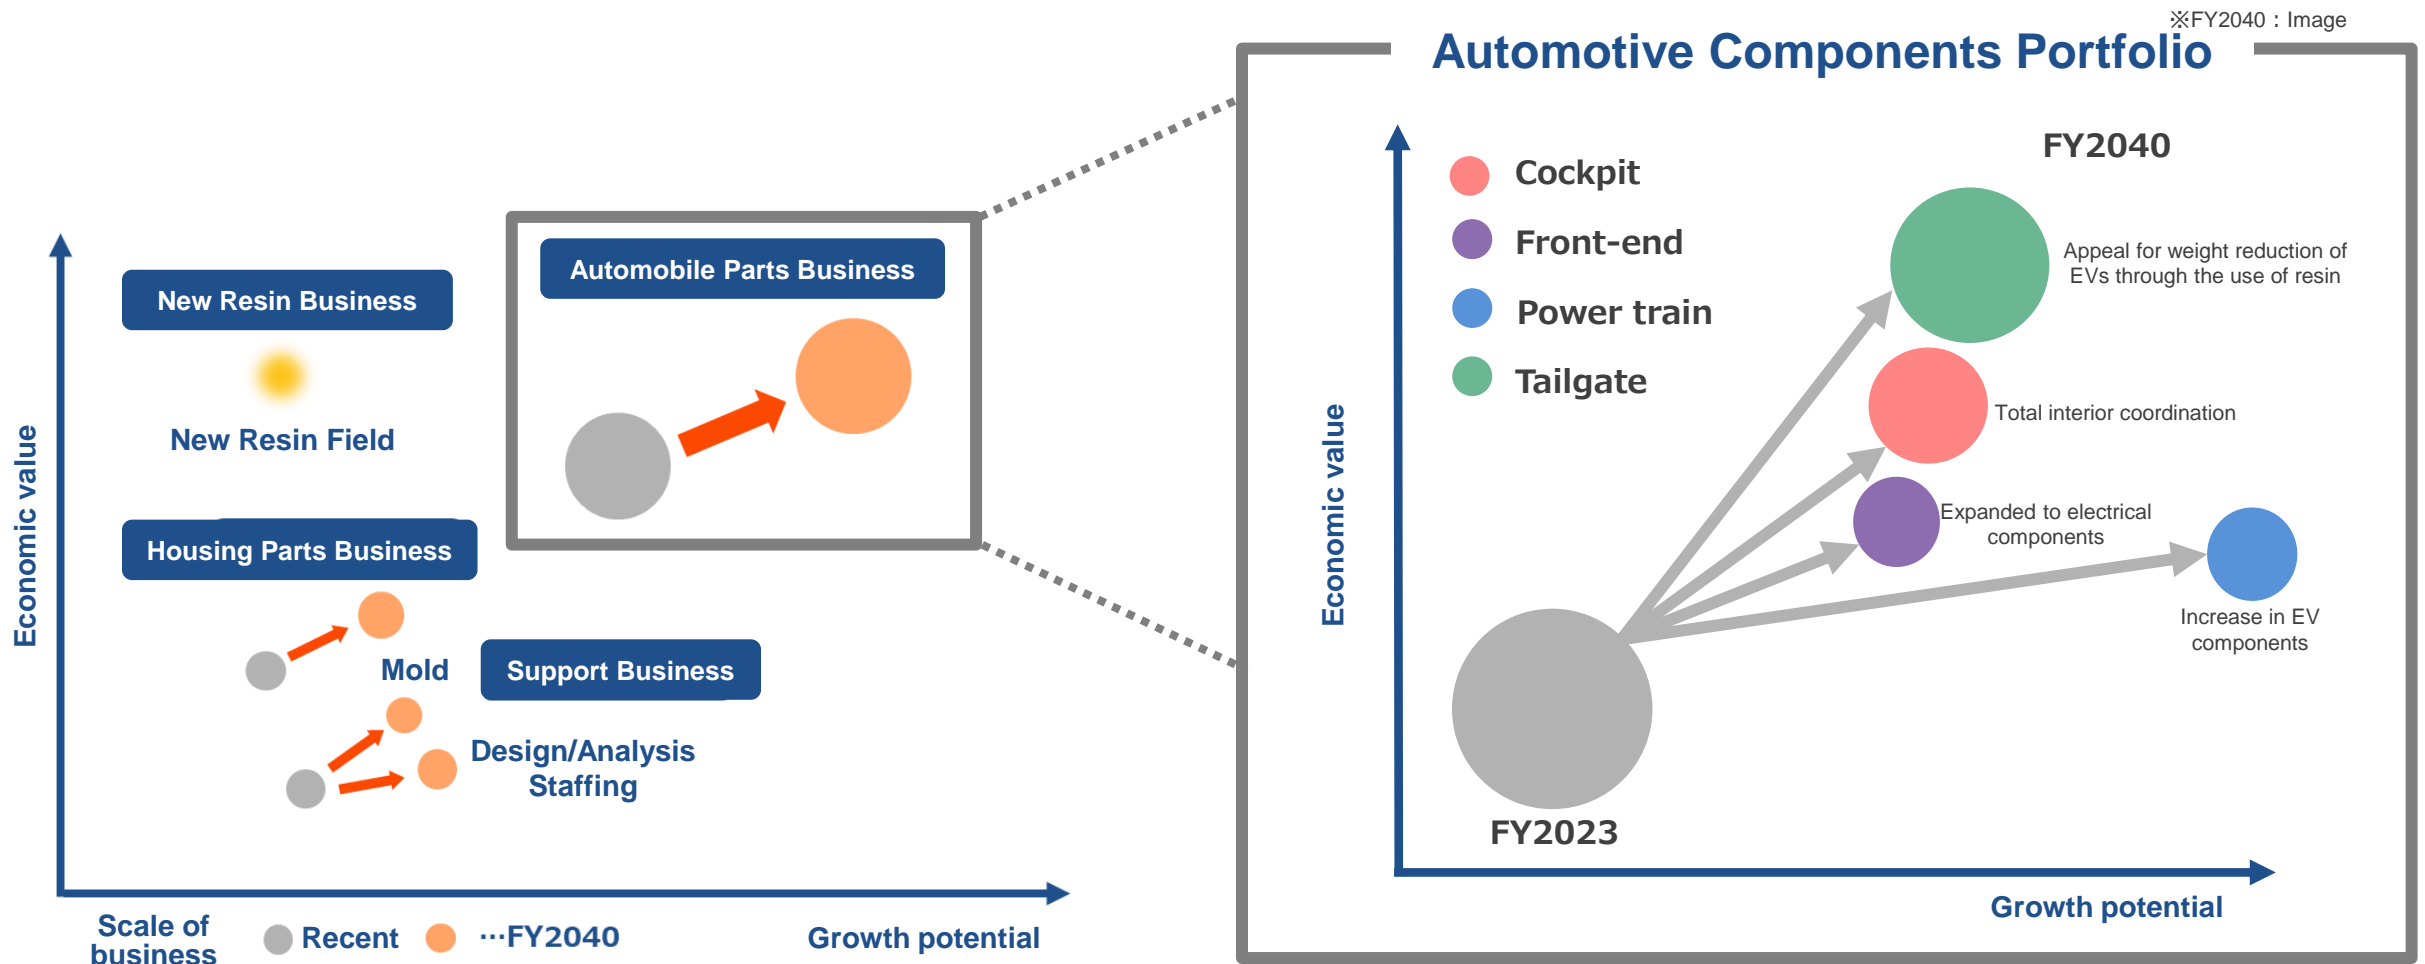 ※FY2040：Image
Automotive Components Portfolio
New Resin Business
New Resin Field
Automobile Parts Business
Housing Parts Business
Mold
Support Business
Design/Analysis
Staffing
Economic value
Growth potential
Scale of
business
Recent
…FY2040
Cockpit
Front-end
Power train
Tailgate
FY2040
Appeal for weight reduction of
EVs through the use of resin
Total interior coordination
Expanded to electrical
components
Increase in EV
components
FY2023
Economic value
Growth potential